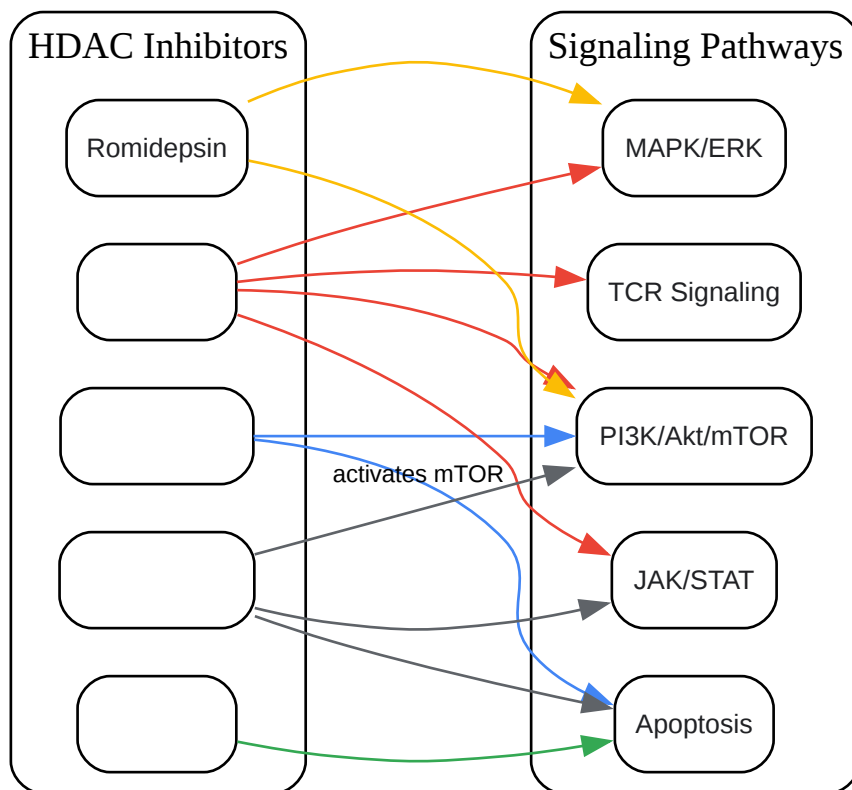 HDAC Inhibitors
Signaling Pathways
Romidepsin
MAPK/ERK
TCR Signaling
PI3K/Akt/mTOR
activates mTOR
JAK/STAT
Apoptosis